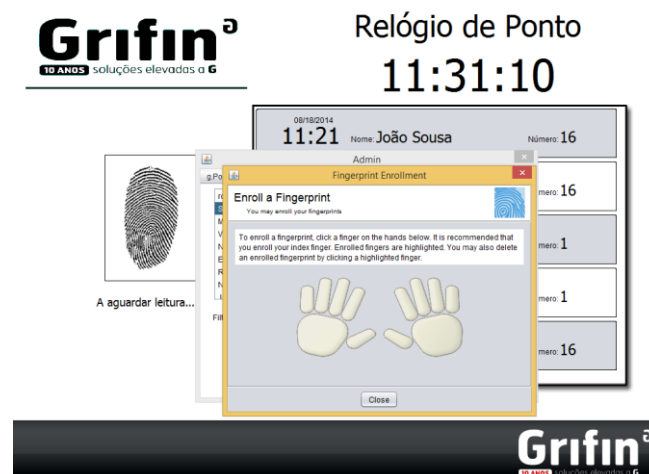 Grifin G
10 ANOS soluções elevadas a G
Relógio de Ponto
11:31:10
08/18/2014
11:21 Nome: João Sousa Número: 16
Admin
Fingerprint Enrollment
Enroll a Fingerprint
You may enroll your fingerprints
To enroll a fingerprint, click a finger on the hands below. It is recommended that
you enroll your index finger. Enrolled fingers are highlighted. You may also delete
an enrolled fingerprint by clicking a highlighted finger.
Close
mero: 16
mero: 1
mero: 1
mero: 16
A aguardar leitura...
Grifin G
10 ANOS soluções elevadas a G